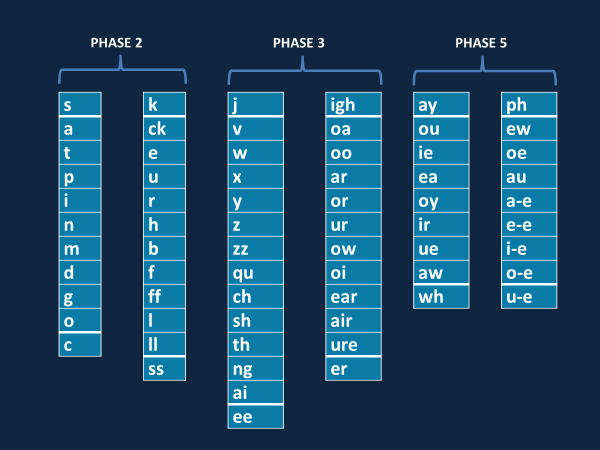 PHASE 2
s
a
t
p
i
n
m
d
g
o
c
k
ck
e
u
r
h
b
f
ff
l
ll
ss
PHASE 3
j
v
w
x
y
z
zz
qu
ch
sh
th
ng
ai
ee
igh
oa
oo
ar
or
ur
ow
oi
ear
air
ure
er
PHASE 5
ay
ou
ie
ea
oy
ir
ue
aw
wh
ph
ew
oe
au
a-e
e-e
i-e
o-e
u-e